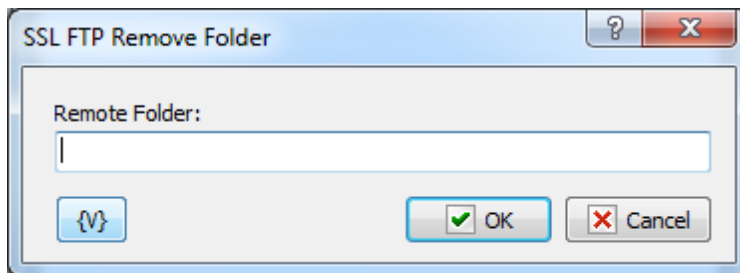 SSL FTP Remove Folder
Remote Folder:
{V}
OK
Cancel